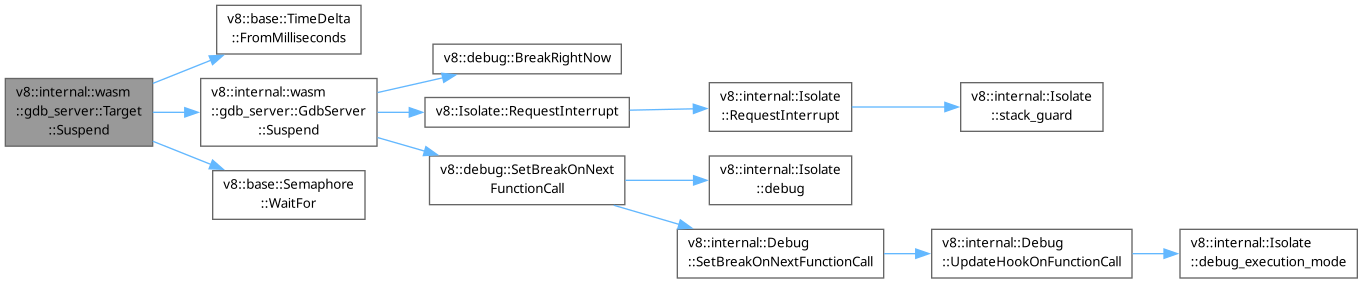 v8::internal::wasm
::gdb_server::Target
::Suspend
v8::base::TimeDelta
::FromMilliseconds
v8::internal::wasm
::gdb_server::GdbServer
::Suspend
v8::base::Semaphore
::WaitFor
v8::debug::BreakRightNow
v8::Isolate::RequestInterrupt
v8::debug::SetBreakOnNext
FunctionCall
v8::internal::Isolate
::RequestInterrupt
v8::internal::Isolate
::debug
v8::internal::Debug
::SetBreakOnNextFunctionCall
v8::internal::Isolate
::stack_guard
v8::internal::Debug
::UpdateHookOnFunctionCall
v8::internal::Isolate
::debug_execution_mode